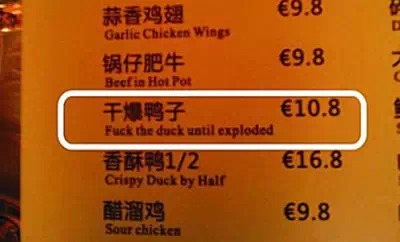 蒜香鸡翅 €9.8
Garlic Chicken Wings
锅仔肥牛 €9.8
Beef in Hot Pot
干爆鸭子 €10.8
Fuck the duck until exploded
香酥鸭1/2 €16.8
Crispy Duck by Half
醋溜鸡 €9.8
Sour chicken